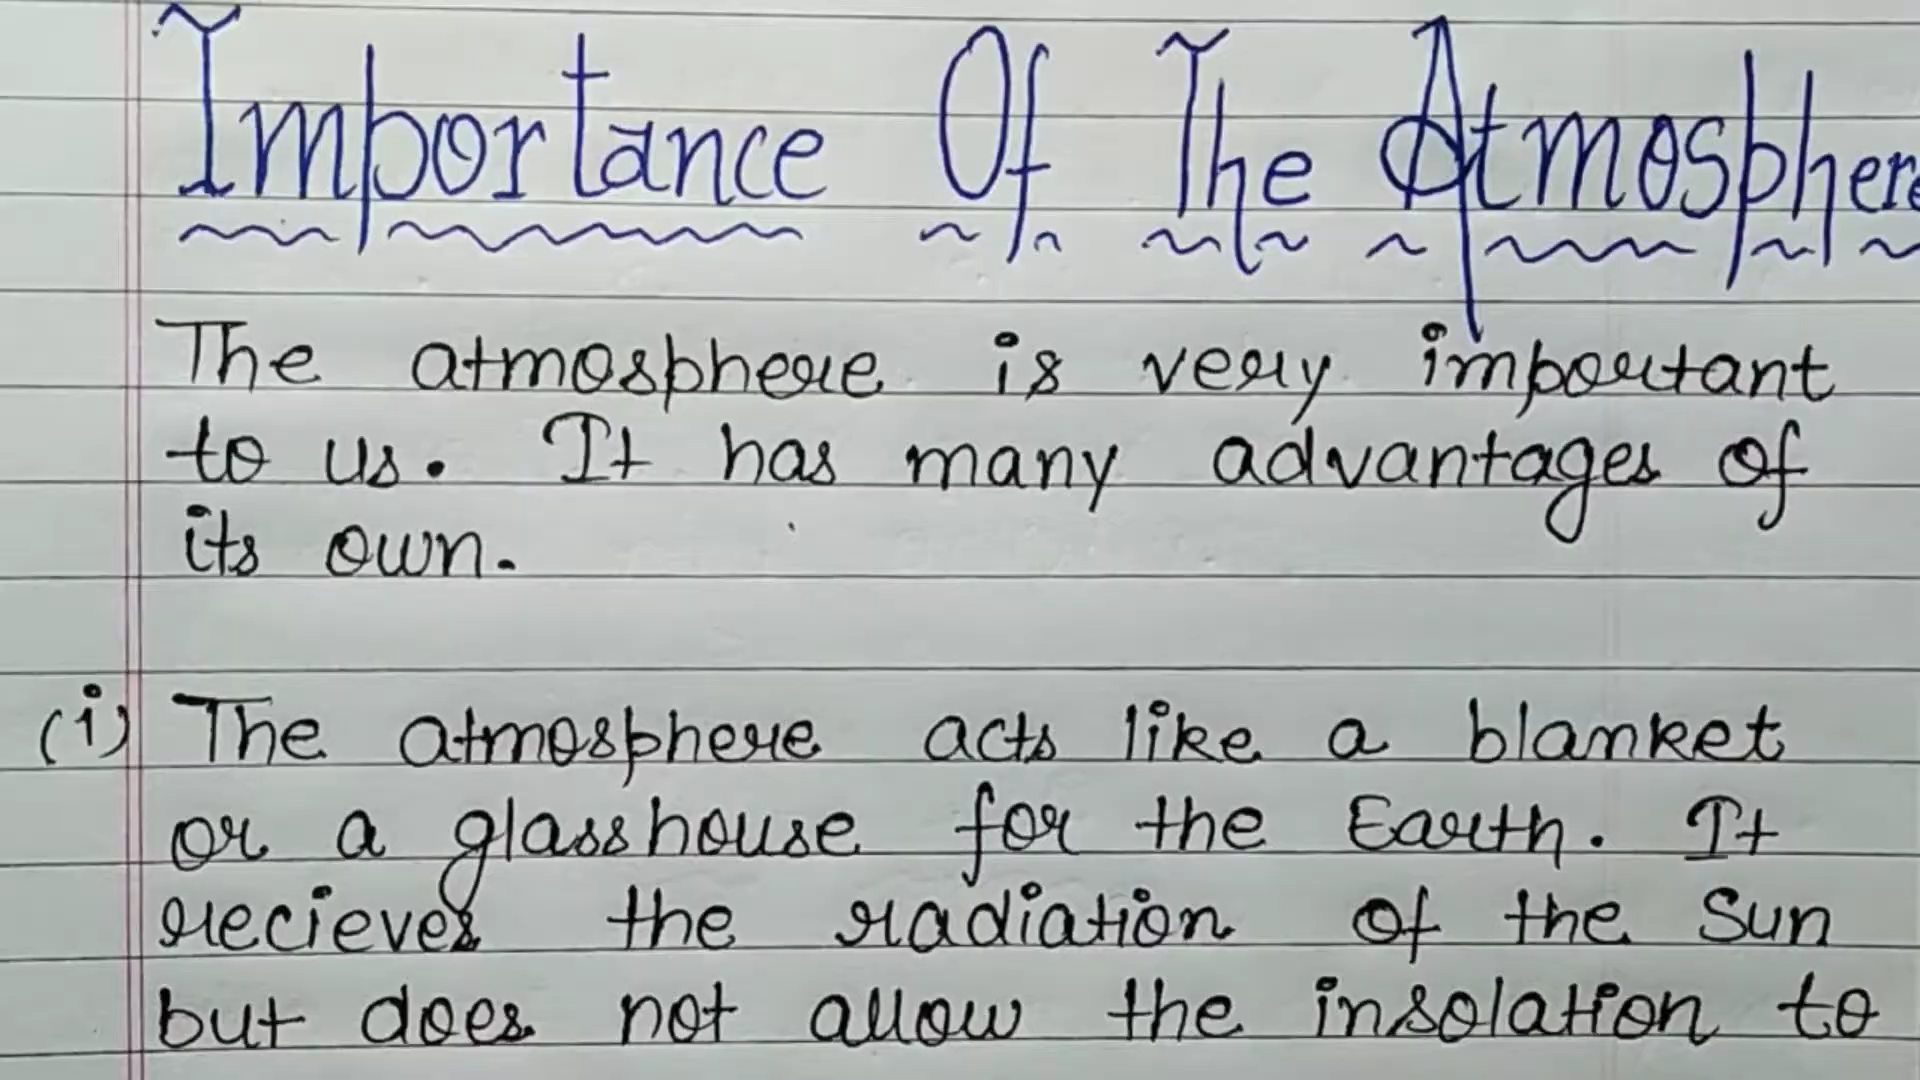 Importance Of The Atmosphere
The atmosphere is very important
to us. It has many advantages of
its own.
(i) The atmosphere acts like a blanket
or a glasshouse for the Earth. It
recieves the radiation of the Sun
but does not allow the insolation to